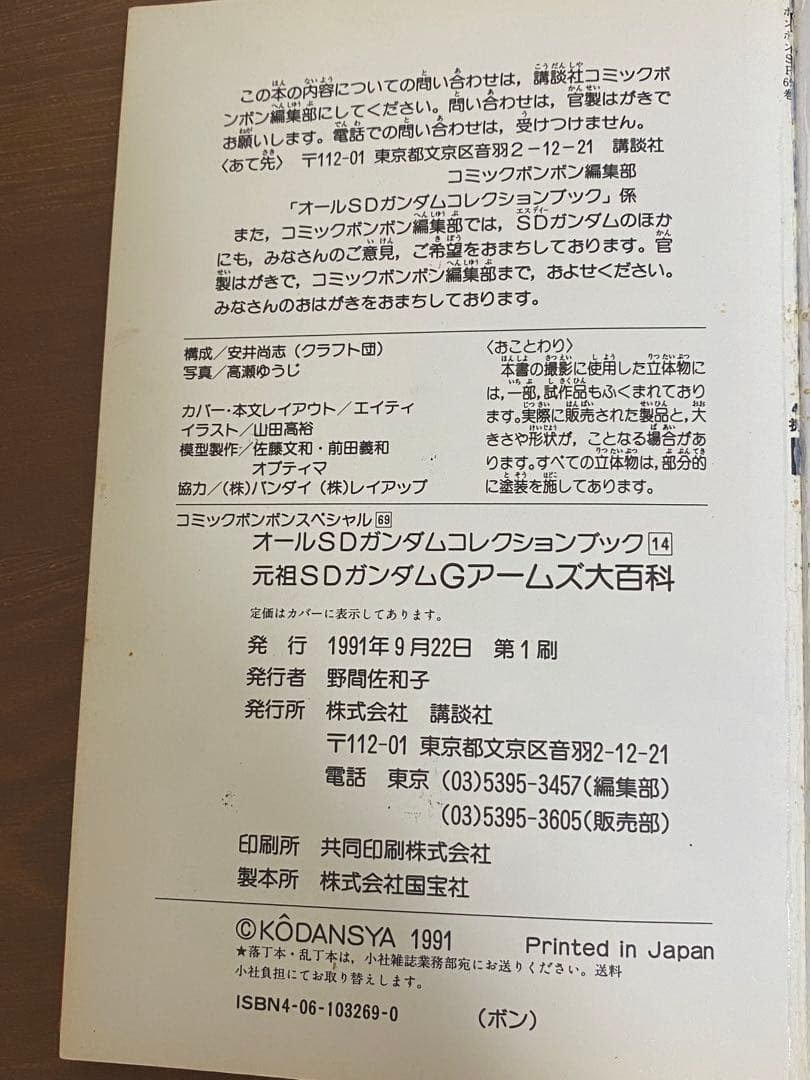 この本の内容についての問い合わせは，講談社コミックボ
ンボン編集部にしてください。問い合わせは，官製はがきで
お願いします。電話での問い合わせは，受けつけません。
〈あて先〉 〒112-01 東京都文京区音羽２−12−21 講談社
コミックボンボン編集部
「オールＳＤガンダムコレクションブック」係
また，コミックボンボン編集部では，ＳＤガンダムのほか
にも，みなさんのご意見，ご希望をおまちしております。官
製はがきで，コミックボンボン編集部まで，およせください。
みなさんのおはがきをおまちしております。
構成／安井尚志（クラフト団）
写真／高瀬ゆうじ
カバー・本文レイアウト／エイティ
イラスト／山田高裕
模型製作／佐藤文和・前田義和
オプティマ
協力／(株)バンダイ (株)レイアップ
〈おことわり〉
本書の撮影に使用した立体物に
は，一部，試作品もふくまれており
ます。実際に販売された製品と，大
きさや形状が，ことなる場合があ
ります。すべての立体物は，部分的
に塗装を施してあります。
コミックボンボンスペシャル 69
オールＳＤガンダムコレクションブック 14
元祖ＳＤガンダムGアームズ大百科
定価はカバーに表示してあります。
発 行 1991年9月22日 第1刷
発行者 野間佐和子
発行所 株式会社 講談社
〒112-01 東京都文京区音羽2-12-21
電話 東京 (03)5395-3457(編集部)
(03)5395-3605(販売部)
印刷所 共同印刷株式会社
製本所 株式会社国宝社
©KÔDANSYA 1991 Printed in Japan
★落丁本・乱丁本は，小社雑誌業務部宛にお送りください。送料
小社負担にてお取り替えします。
ISBN4-06-103269-0 (ボン)